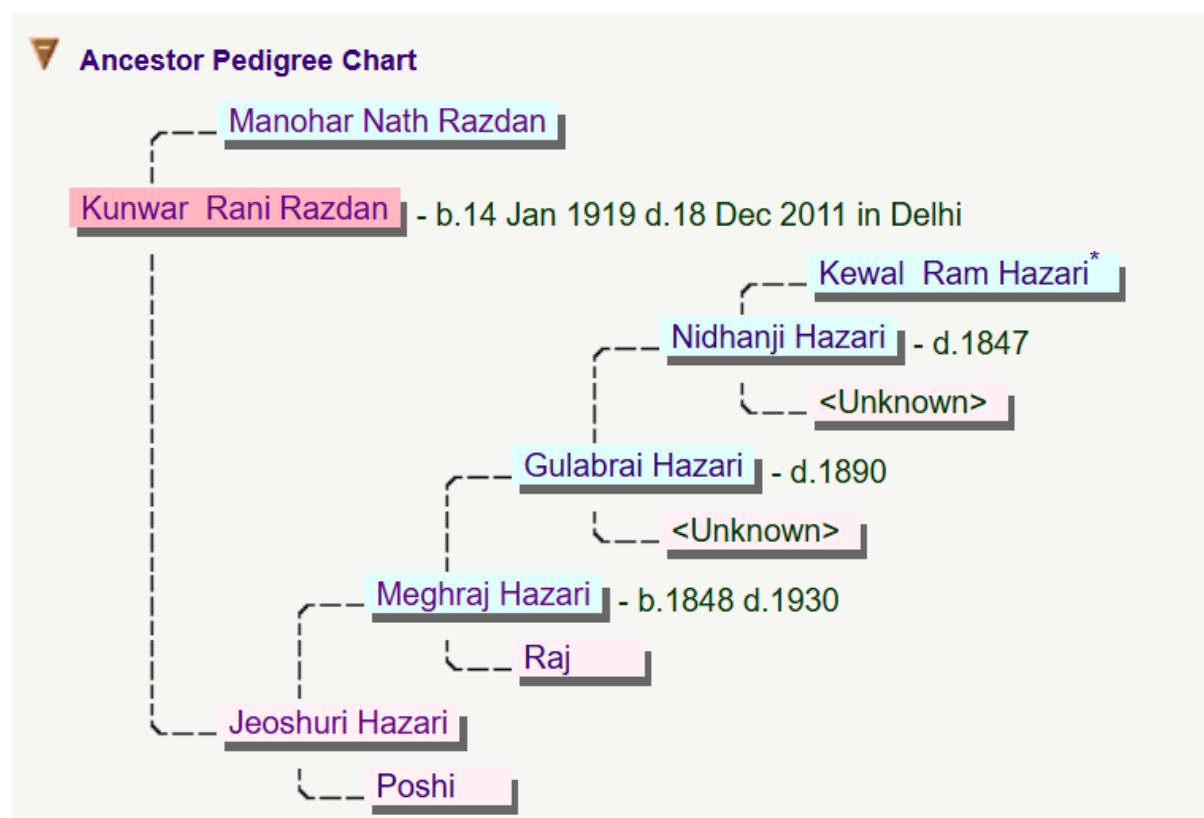 Ancestor Pedigree Chart
Manohar Nath Razdan
Kunwar  Rani Razdan - b.14 Jan 1919 d.18 Dec 2011 in Delhi
Kewal  Ram Hazari*
Nidhanji Hazari - d.1847
<Unknown>
Gulabrai Hazari - d.1890
<Unknown>
Meghraj Hazari - b.1848 d.1930
Raj
Jeoshuri Hazari
Poshi